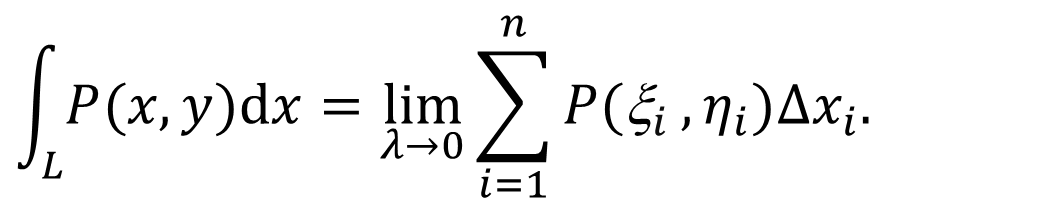 ∫_L P(x, y)dx = lim_{λ→0} ∑_{i=1}^{n} P(ξ_i , η_i)Δx_i.